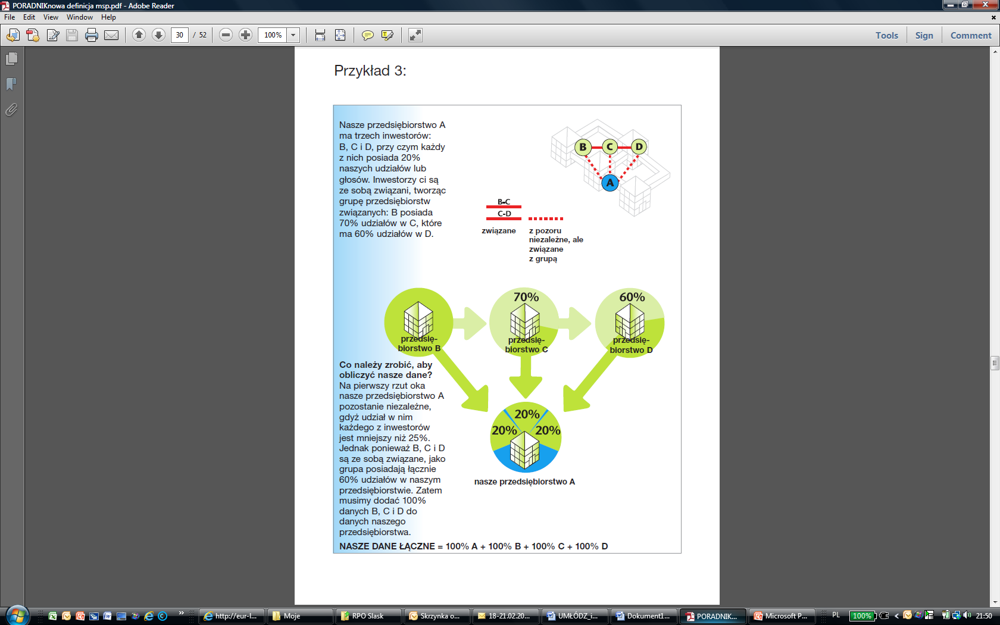 PORADNIKnowa definicja msp.pdf - Adobe Reader
File Edit View Window Help
30 / 52 100% Tools Sign Comment
Przykład 3:
Nasze przedsiębiorstwo A
ma trzech inwestorów:
B, C i D, przy czym każdy
z nich posiada 20%
naszych udziałów lub
głosów. Inwestorzy ci są
ze sobą związani, tworząc
grupę przedsiębiorstw
związanych: B posiada
70% udziałów w C, które
ma 60% udziałów w D.
B C D
A
B-C
C-D
związane
z pozoru
niezależne, ale
związane
z grupą
70% 60%
przedsię-
biorstwo B
przedsię-
biorstwo C
przedsię-
biorstwo D
Co należy zrobić, aby
obliczyć nasze dane?
Na pierwszy rzut oka
nasze przedsiębiorstwo A
pozostanie niezależne,
gdyż udział w nim
każdego z inwestorów
jest mniejszy niż 25%.
Jednak ponieważ B, C i D
są ze sobą związane, jako
grupa posiadają łącznie
60% udziałów w naszym
przedsiębiorstwie. Zatem
musimy dodać 100%
danych B, C i D do
danych naszego
przedsiębiorstwa.
20%
20% 20%
nasze przedsiębiorstwo A
NASZE DANE ŁĄCZNE = 100% A + 100% B + 100% C + 100% D
http://eur-l... Moje RPO Slask Skrzynka o... 18-21.02.20... UMŁÓDZ_i... Dokument1... PORADNIK... Microsoft P... PL 100% 21:50